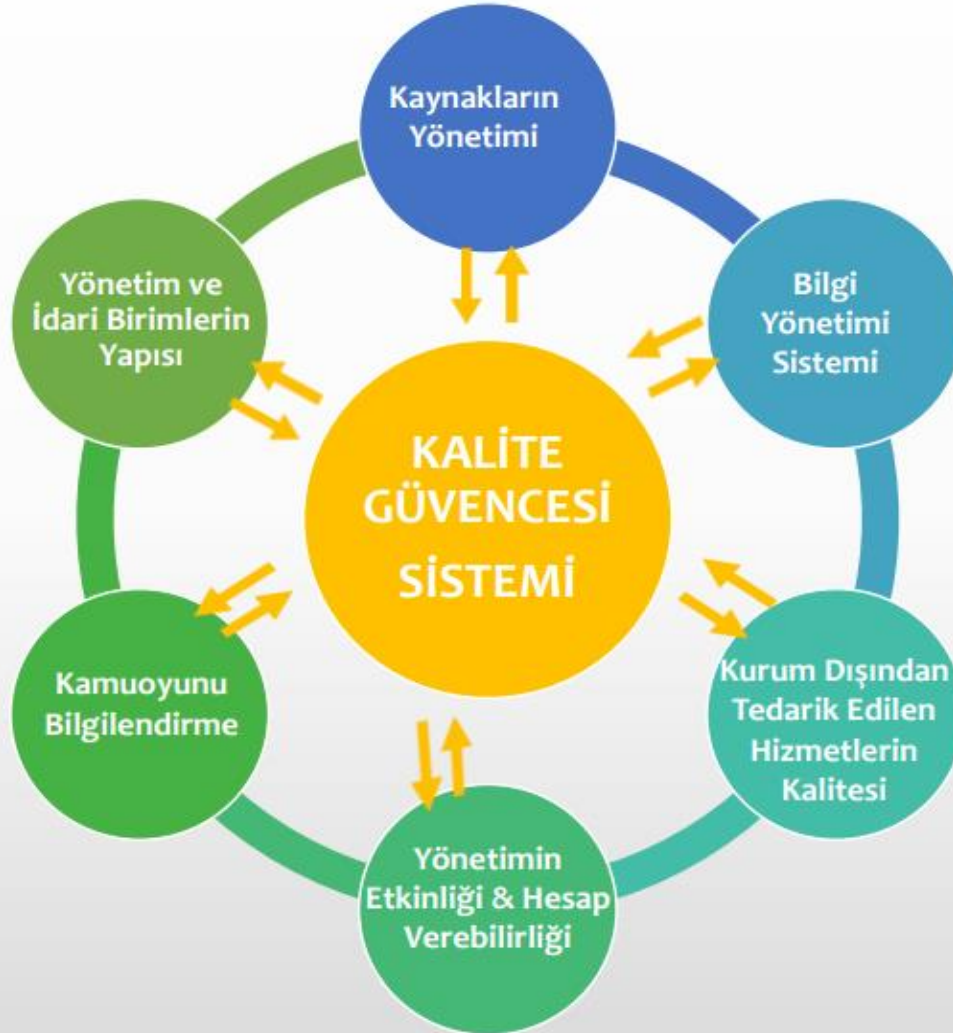 Kaynakların
Yönetimi
Yönetim ve
İdari Birimlerin
Yapısı
Bilgi
Yönetimi
Sistemi
KALİTE
GÜVENCESİ
SİSTEMİ
Kamuoyunu
Bilgilendirme
Kurum Dışından
Tedarik Edilen
Hizmetlerin
Kalitesi
Yönetimin
Etkinliği & Hesap
Verebilirliği